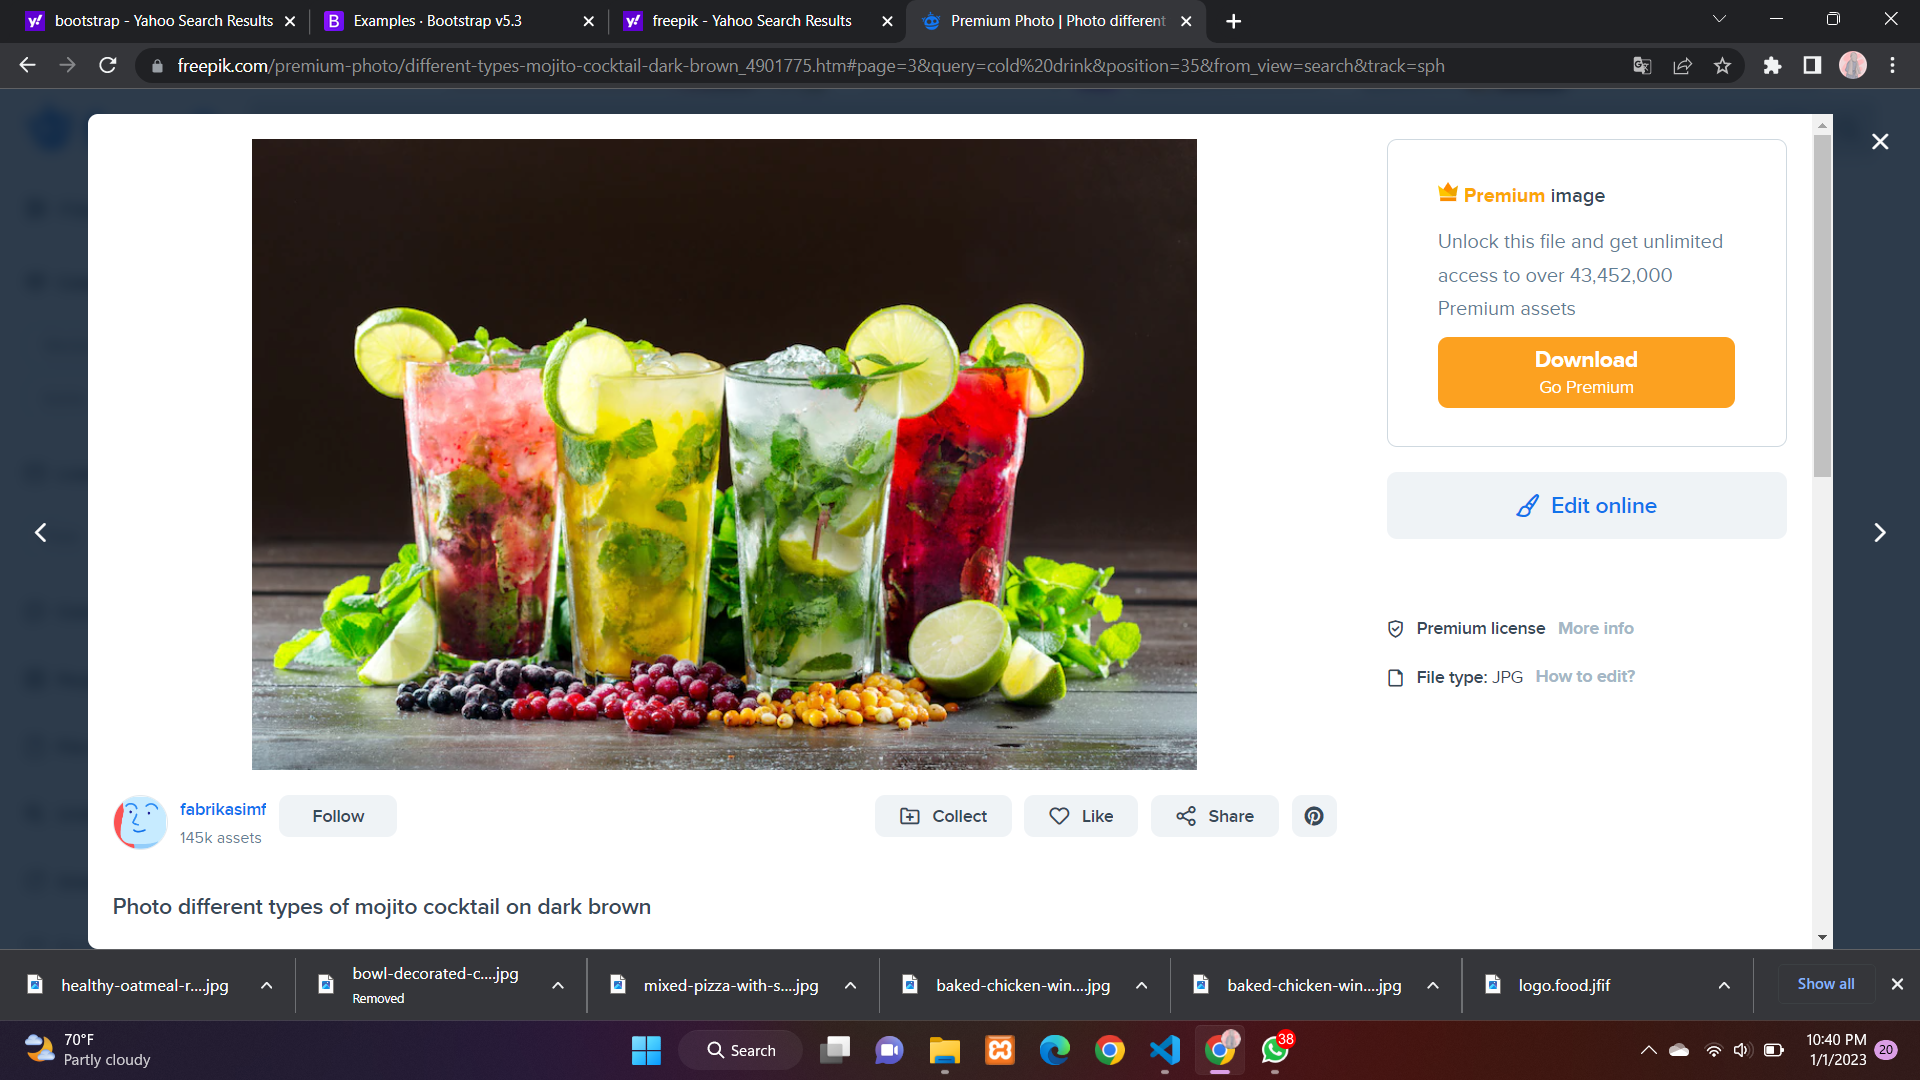 bootstrap - Yahoo Search Results
Examples · Bootstrap v5.3
freepik - Yahoo Search Results
Premium Photo | Photo different
freepik.com/premium-photo/different-types-mojito-cocktail-dark-brown_4901775.htm#page=3&query=cold%20drink&position=35&from_view=search&track=sph
Premium image
Unlock this file and get unlimited
access to over 43,452,000
Premium assets
Download
Go Premium
Edit online
Premium license More info
File type: JPG How to edit?
fabrikasimf
145k assets
Follow
Collect
Like
Share
Photo different types of mojito cocktail on dark brown
healthy-oatmeal-r....jpg
bowl-decorated-c....jpg
Removed
mixed-pizza-with-s....jpg
baked-chicken-win....jpg
baked-chicken-win....jpg
logo.food.jfif
Show all
70°F
Partly cloudy
Search
38
10:40 PM
1/1/2023
20